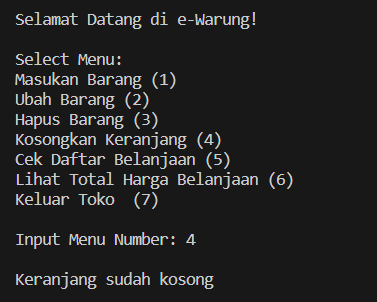 Selamat Datang di e-Warung!
Select Menu:
Masukan Barang (1)
Ubah Barang (2)
Hapus Barang (3)
Kosongkan Keranjang (4)
Cek Daftar Belanjaan (5)
Lihat Total Harga Belanjaan (6)
Keluar Toko  (7)
Input Menu Number: 4
Keranjang sudah kosong